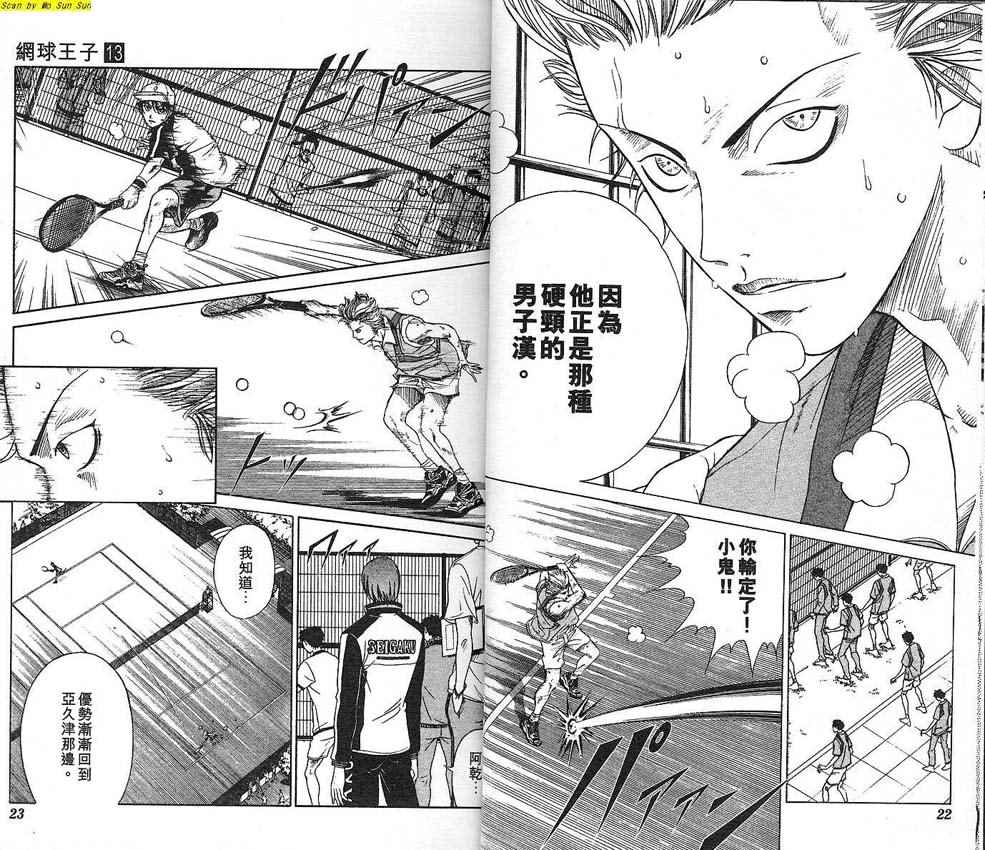 Scan by Mo Sun Sun
因為
他正是那種
硬頸的
男子漢。
你輸定了！
小鬼!!
22
網球王子 13
SEIGAKU
阿乾…
我知道…
優勢漸漸回到
亞久津那邊。
23